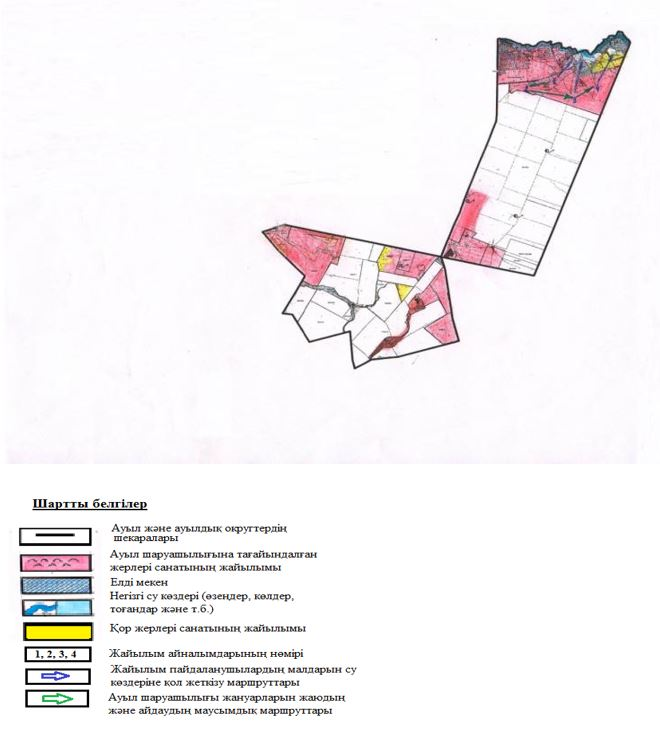 Шартты белгілер
Ауыл және ауылдық округтердің
шекаралары
Ауыл шаруашылығына тағайындалған
жерлері санатының жайылымы
Елді мекен
Негізгі су көздері (өзендер, көлдер,
тоғандар және т.б.)
Қор жерлері санатының жайылымы
1, 2, 3, 4
Жайылым айналымдарының нөмірі
Жайылым пайдаланушылардың малдарын су
көздеріне қол жеткізу маршруттары
Ауыл шаруашылығы жануарларын жаюдың
және айдаудың маусымдық маршруттары